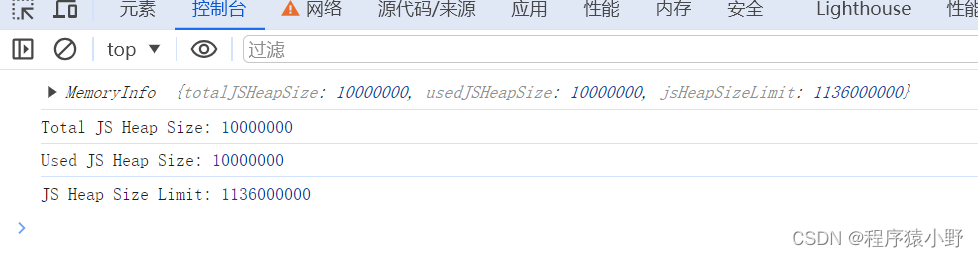 元素 控制台 网络 源代码/来源 应用 性能 内存 安全 Lighthouse 性能
top 过滤
MemoryInfo {totalJSHeapSize: 10000000, usedJSHeapSize: 10000000, jsHeapSizeLimit: 1136000000}
Total JS Heap Size: 10000000
Used JS Heap Size: 10000000
JS Heap Size Limit: 1136000000
CSDN @程序猿小野